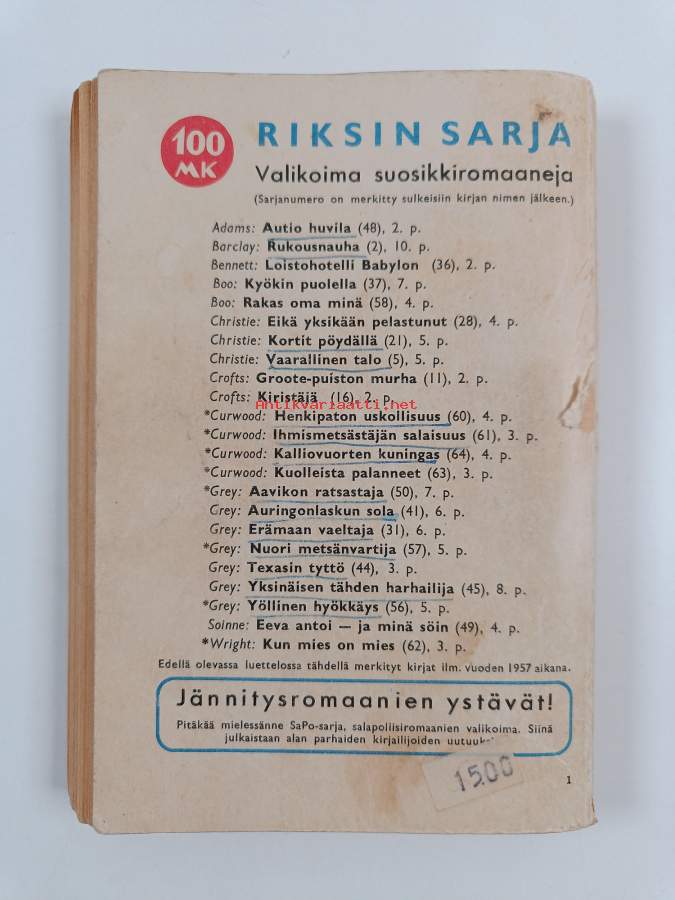 100 MK
RIKSIN SARJA
Valikoima suosikkiromaaneja
(Sarjanumero on merkitty sulkeisiin kirjan nimen jälkeen.)
Adams: Autio huvila (48), 2. p.
Barclay: Rukousnauha (2), 10. p.
Bennett: Loistohotelli Babylon (36), 2. p.
Boo: Kyökin puolella (37), 7. p.
Boo: Rakas oma minä (58), 4. p.
Christie: Eikä yksikään pelastunut (28), 4. p.
Christie: Kortit pöydällä (21), 5. p.
Christie: Vaarallinen talo (5), 5. p.
Crofts: Groote-puiston murha (11), 2. p.
Crofts: Kiristäjä (16), 2. p.
Antikvariaatti.net
*Curwood: Henkipaton uskollisuus (60), 4. p.
*Curwood: Ihmismetsästäjän salaisuus (61), 3. p.
*Curwood: Kalliovuorten kuningas (64), 4. p.
*Curwood: Kuolleista palanneet (63), 3. p.
*Grey: Aavikon ratsastaja (50), 7. p.
Grey: Auringonlaskun sola (41), 6. p.
Grey: Erämaan vaeltaja (31), 6. p.
*Grey: Nuori metsänvartija (57), 5. p.
Grey: Texasin tyttö (44), 3. p.
Grey: Yksinäisen tähden harhailija (45), 8. p.
*Grey: Yöllinen hyökkäys (56), 5. p.
Soinne: Eeva antoi — ja minä söin (49), 4. p.
*Wright: Kun mies on mies (62), 3. p.
Edellä olevassa luettelossa tähdellä merkityt kirjat ilm. vuoden 1957 aikana.
Jännitysromaanien ystävät!
Pitäkää mielessänne SaPo-sarja, salapoliisiromaanien valikoima. Siinä
julkaistaan alan parhaiden kirjailijoiden
1500
1